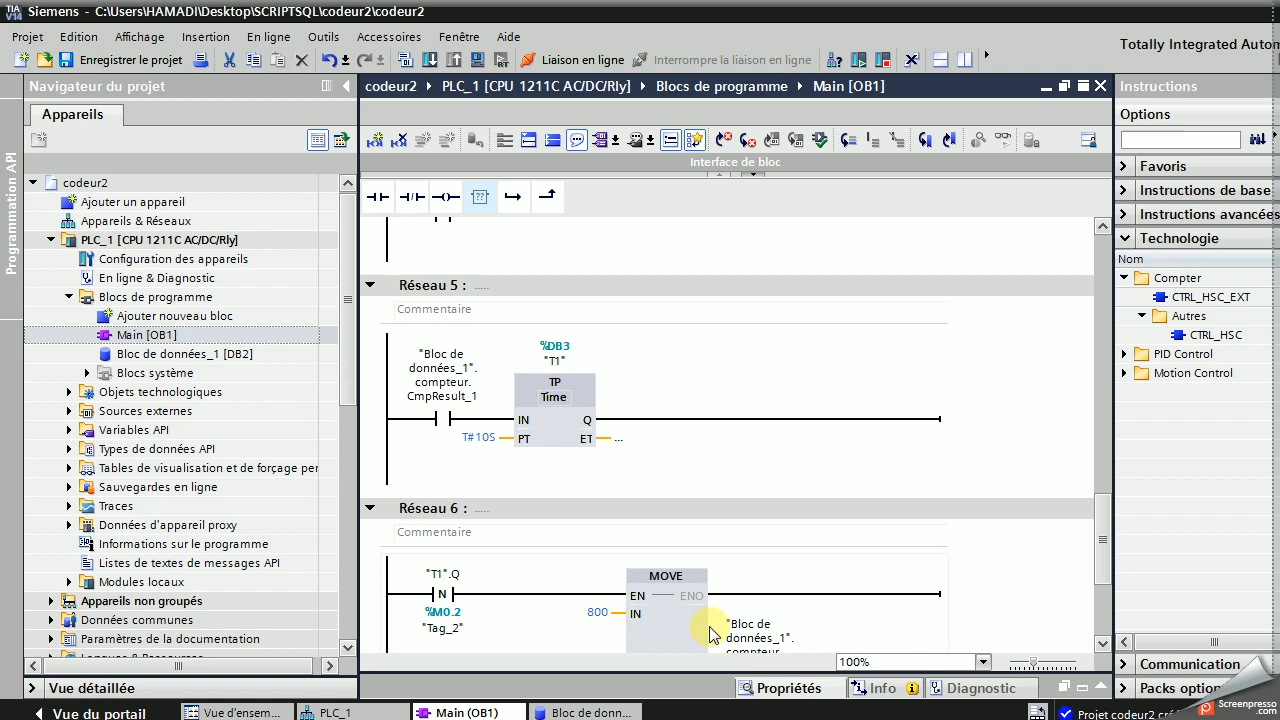 TIA
V14
Siemens - C:\Users\HAMADI\Desktop\SCRIPTSQL\codeur2\codeur2
Projet Edition Affichage Insertion En ligne Outils Accessoires Fenêtre Aide
Totally Integrated Autom
Enregistrer le projet
Liaison en ligne
Interrompre la liaison en ligne
Navigateur du projet
codeur2 PLC_1 [CPU 1211C AC/DC/Rly] Blocs de programme Main [OB1]
Instructions
Appareils
Options
Interface de bloc
Programmation API
codeur2
Ajouter un appareil
Appareils & Réseaux
PLC_1 [CPU 1211C AC/DC/Rly]
Configuration des appareils
En ligne & Diagnostic
Blocs de programme
Ajouter nouveau bloc
Main [OB1]
Bloc de données_1 [DB2]
Blocs système
Objets technologiques
Sources externes
Variables API
Types de données API
Tables de visualisation et de forçage per
Sauvegardes en ligne
Traces
Données d'appareil proxy
Informations sur le programme
Listes de textes de messages API
Modules locaux
Appareils non groupés
Données communes
Paramètres de la documentation
Langues & Ressources
Vue détaillée
??
Réseau 5 : .....
Commentaire
"Bloc de
données_1".
compteur.
CmpResult_1
%DB3
"T1"
TP
Time
IN Q
T#10S PT ET ...
Réseau 6 : .....
Commentaire
"T1".Q
N
%M0.2
"Tag_2"
MOVE
EN ENO
800 IN
"Bloc de
données_1".
compteur
100%
Propriétés Info Diagnostic
Favoris
Instructions de base
Instructions avancées
Technologie
Nom
Compter
CTRL_HSC_EXT
Autres
CTRL_HSC
PID Control
Motion Control
Communication
Packs option
Vue du portail
Vue d'ensem...
PLC_1
Main (OB1)
Bloc de donn...
Projet codeur2 cré
Screenpresso
.com